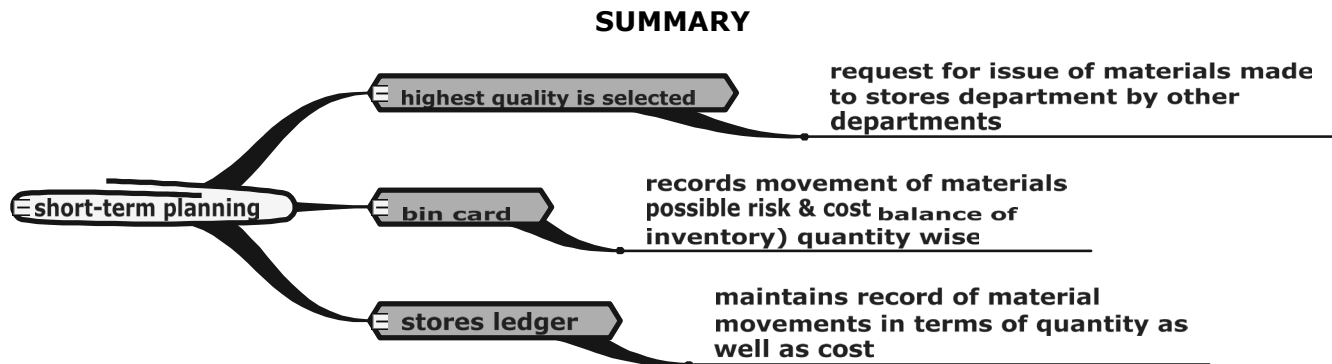 SUMMARY
highest quality is selected
request for issue of materials made
to stores department by other
departments
short-term planning
bin card
records movement of materials
possible risk & cost balance of
inventory) quantity wise
stores ledger
maintains record of material
movements in terms of quantity as
well as cost